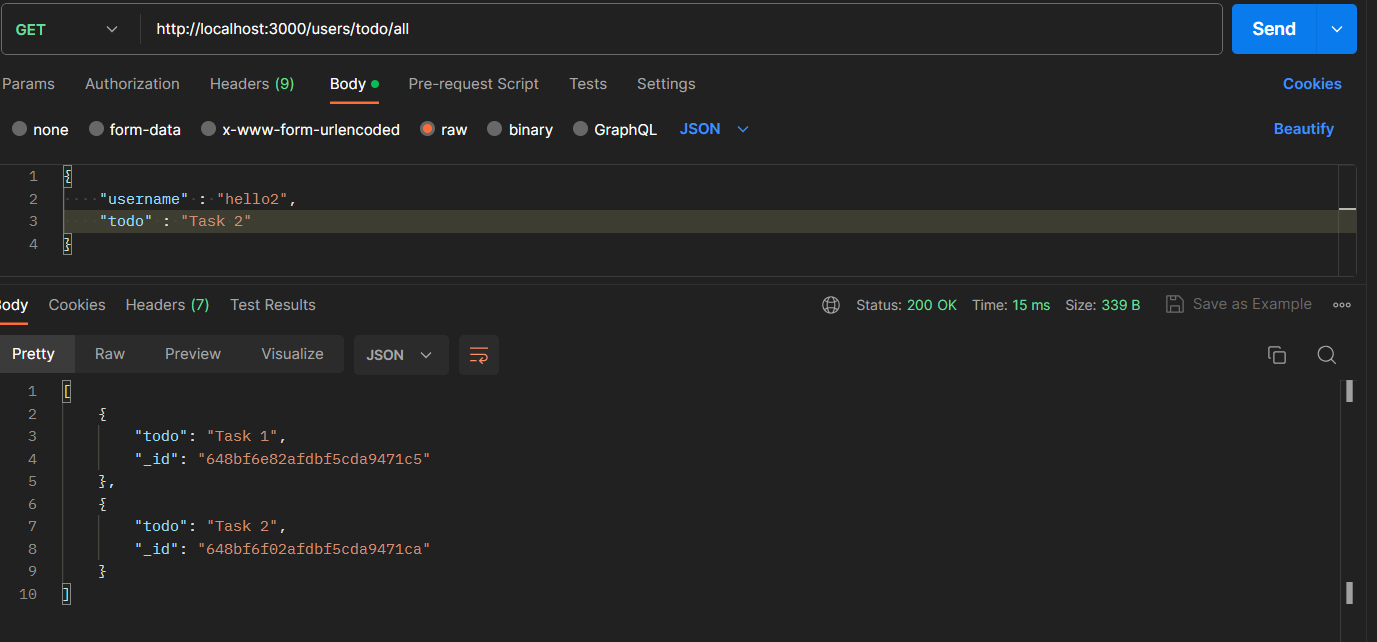 GET http://localhost:3000/users/todo/all Send
Params Authorization Headers (9) Body Pre-request Script Tests Settings Cookies
none form-data x-www-form-urlencoded raw binary GraphQL JSON Beautify
1 {
2 "username" : "hello2",
3 "todo" : "Task 2"
4 }
Body Cookies Headers (7) Test Results Status: 200 OK Time: 15 ms Size: 339 B Save as Example
Pretty Raw Preview Visualize JSON
1 [
2 {
3 "todo": "Task 1",
4 "_id": "648bf6e82afdbf5cda9471c5"
5 },
6 {
7 "todo": "Task 2",
8 "_id": "648bf6f02afdbf5cda9471ca"
9 }
10 ]